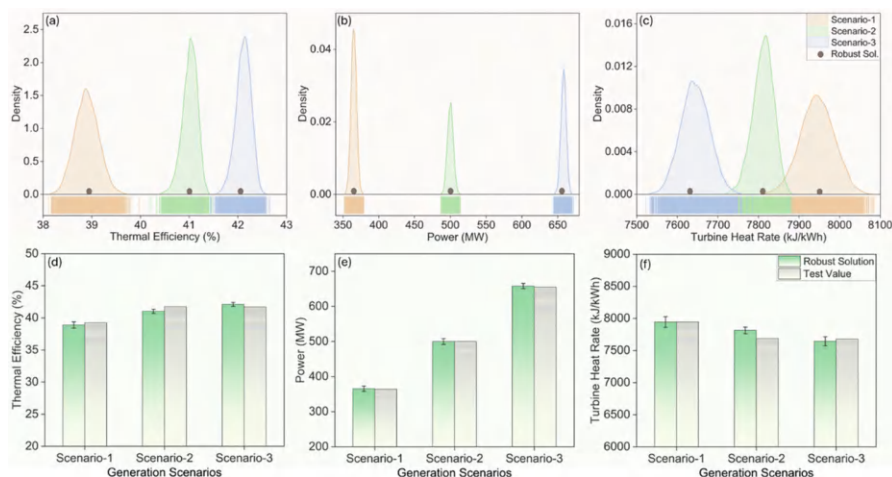 (a)
2.5
2.0
1.5
1.0
0.5
0.0
Density
38 39 40 41 42 43
Thermal Efficiency (%)
(b)
0.04
0.02
0.00
Density
350 400 450 500 550 600 650
Power (MW)
(c)
0.016
0.012
0.008
0.004
0.000
Density
Scenario-1
Scenario-2
Scenario-3
Robust Sol.
7500 7600 7700 7800 7900 8000 8100
Turbine Heat Rate (kJ/kWh)
(d)
50
45
40
35
30
25
20
Thermal Efficiency (%)
Scenario-1 Scenario-2 Scenario-3
Generation Scenarios
(e)
700
600
500
400
300
200
Power (MW)
Scenario-1 Scenario-2 Scenario-3
Generation Scenarios
(f)
9000
8500
8000
7500
7000
6500
6000
Turbine Heat Rate (kJ/kWh)
Robust Solution
Test Value
Scenario-1 Scenario-2 Scenario-3
Generation Scenarios